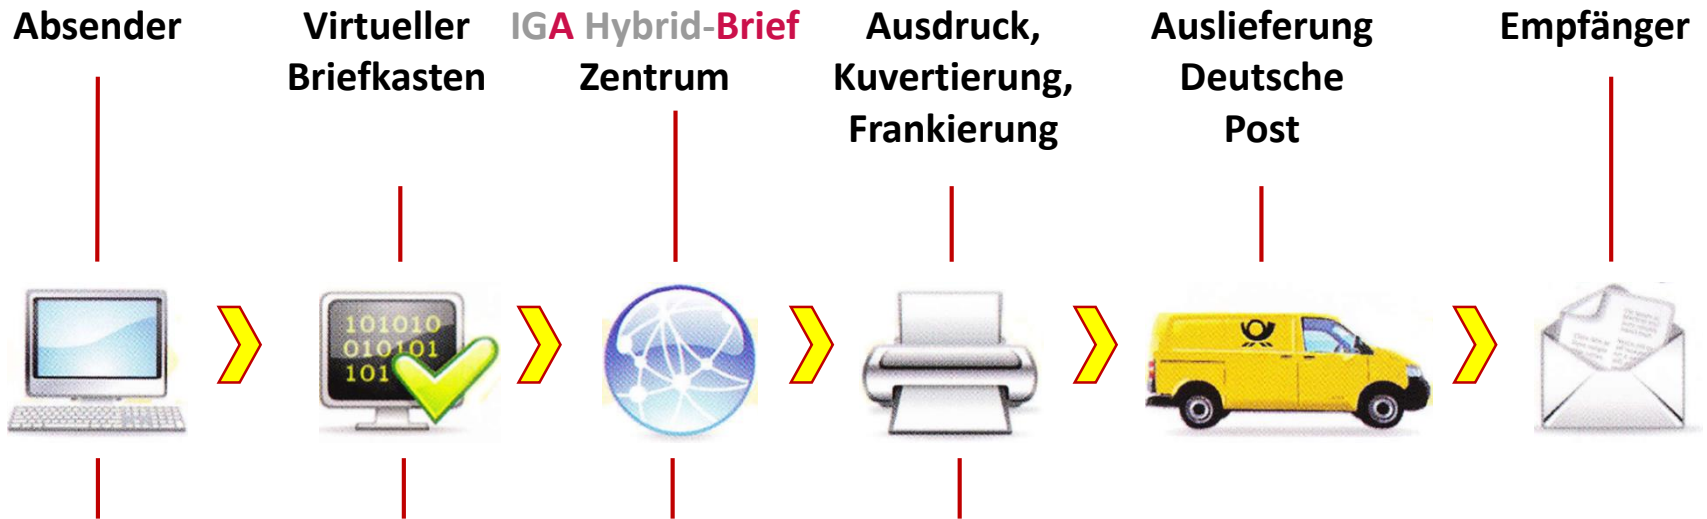 Absender
Virtueller
Briefkasten
IGA Hybrid-Brief
Zentrum
Ausdruck,
Kuvertierung,
Frankierung
Auslieferung
Deutsche
Post
Empfänger
101010
010101
101